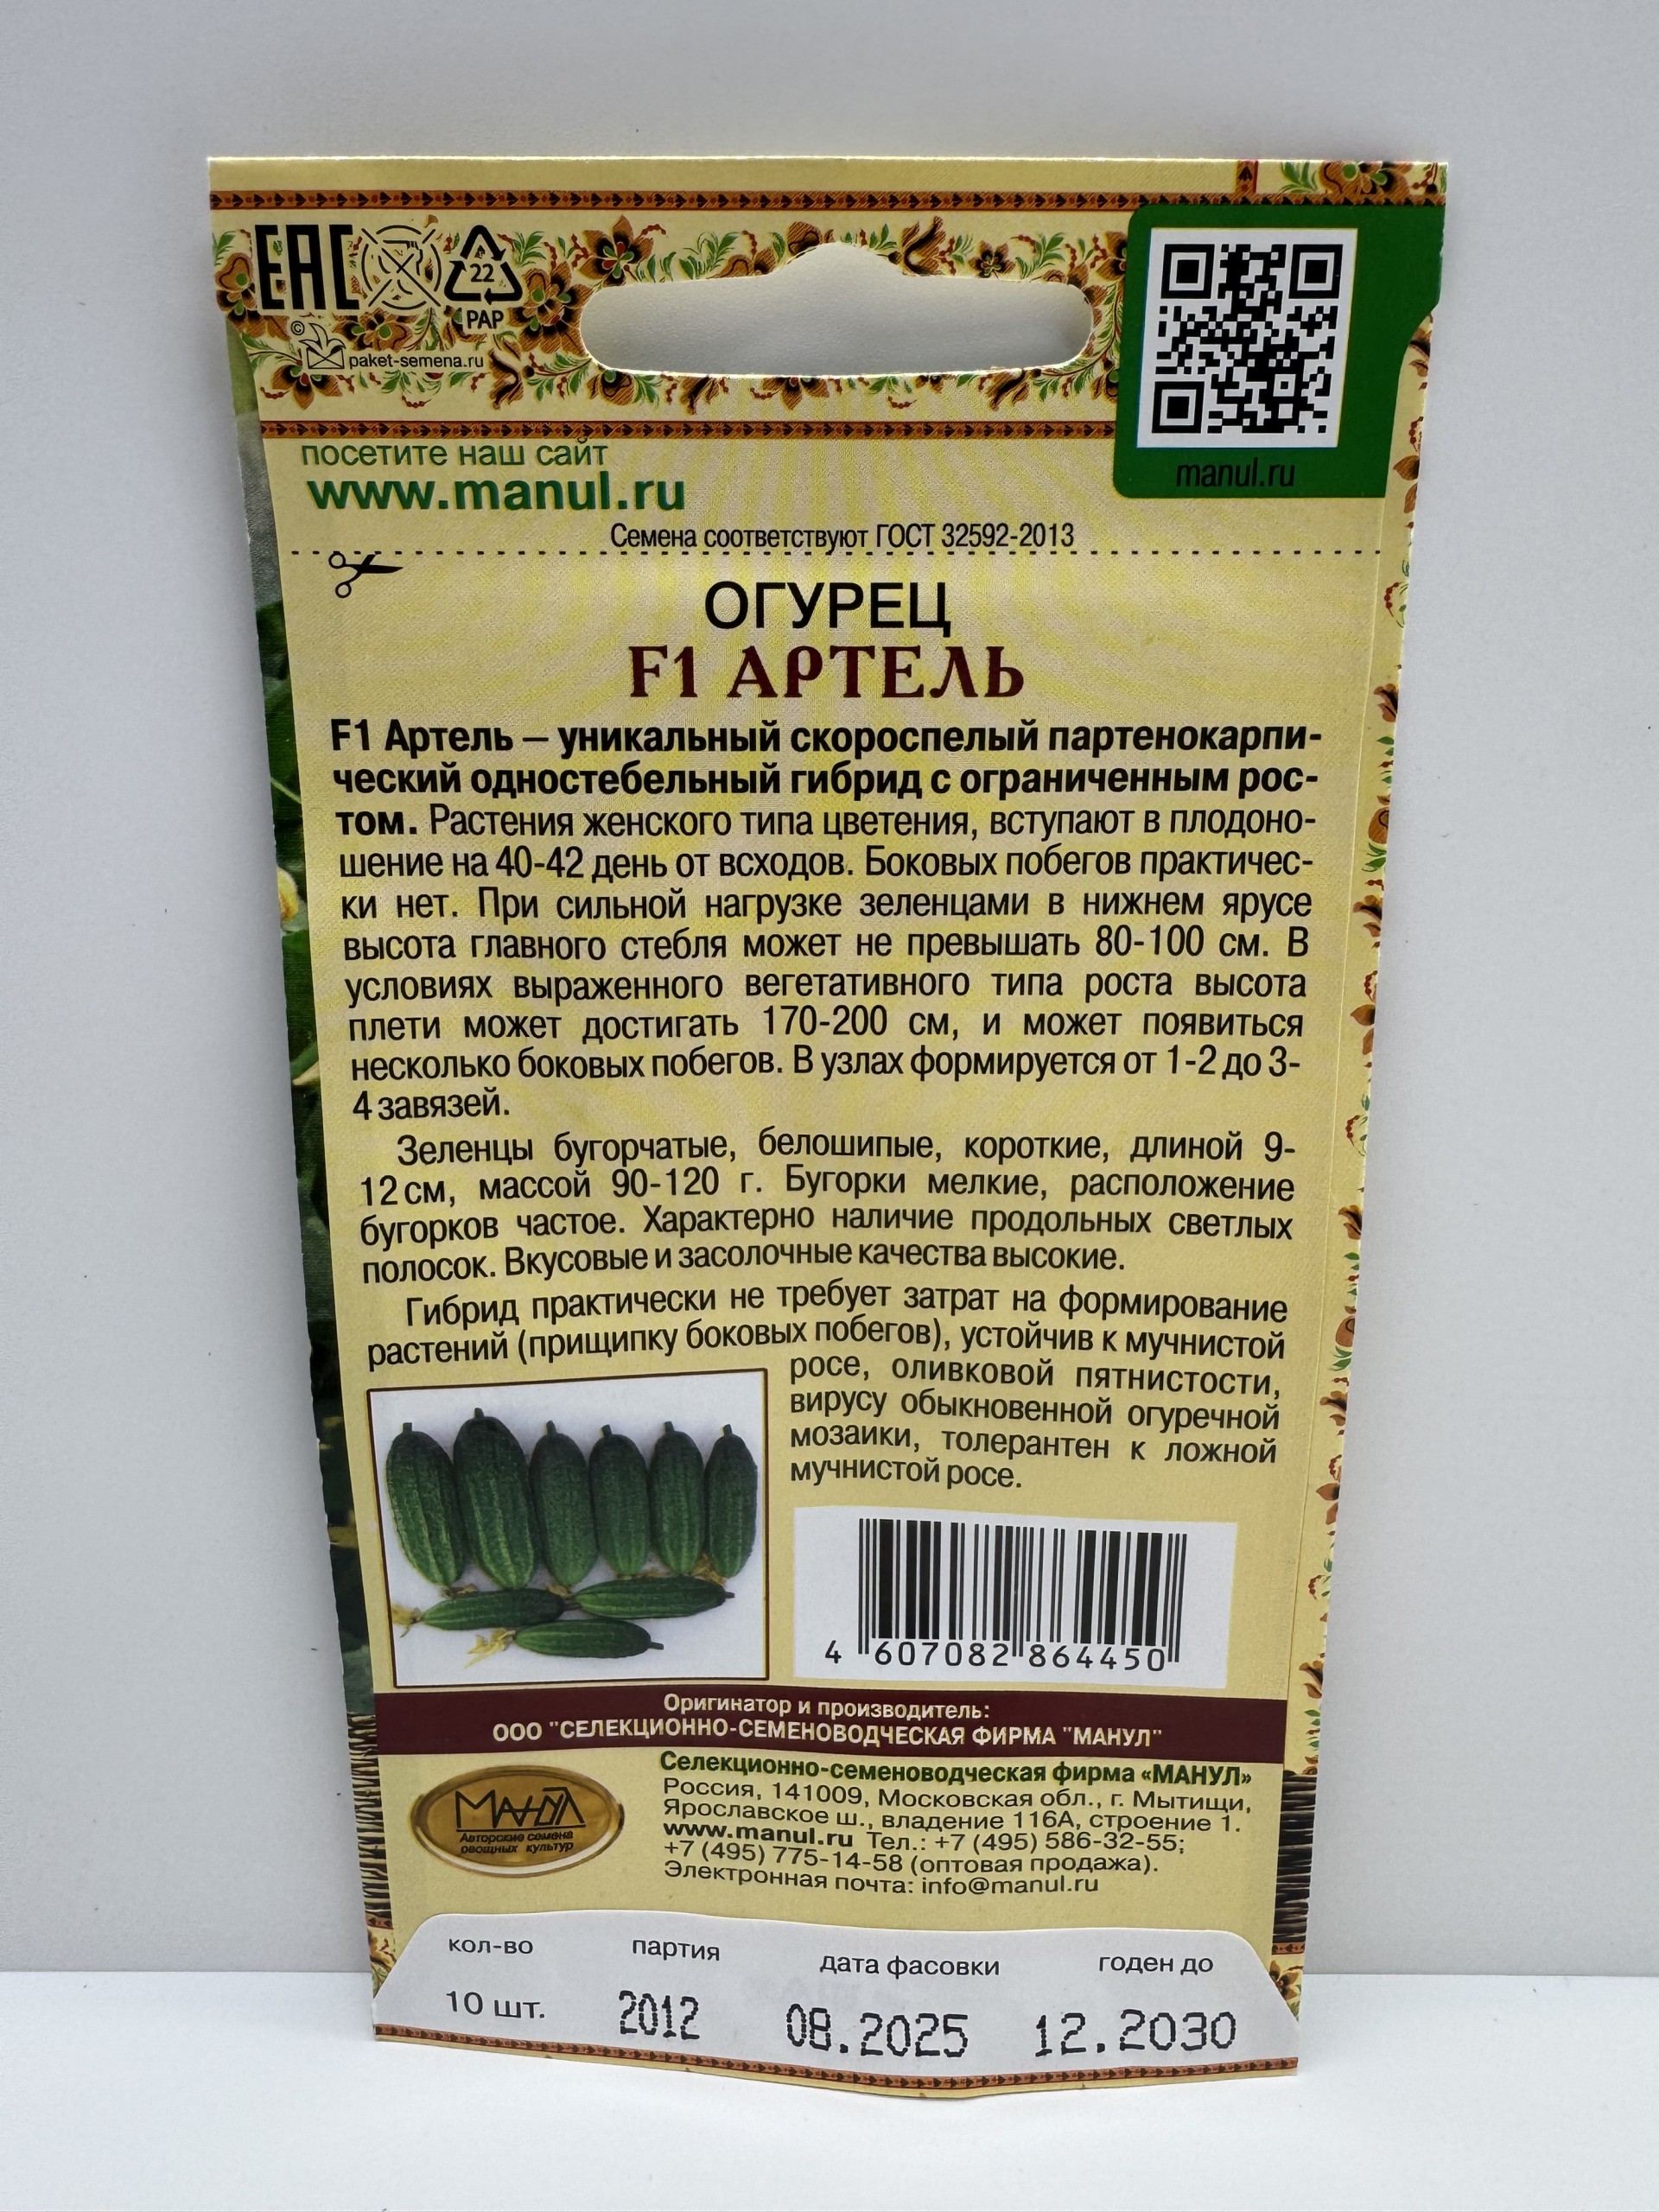 ЕАС
22
PAP
©
paket-semena.ru
manul.ru
посетите наш сайт
www.manul.ru
Семена соответствуют ГОСТ 32592-2013
ОГУРЕЦ
F1 АРТЕЛЬ
F1 Артель – уникальный скороспелый партенокарпи-
ческий одностебельный гибрид с ограниченным рос-
том. Растения женского типа цветения, вступают в плодоно-
шение на 40-42 день от всходов. Боковых побегов практичес-
ки нет. При сильной нагрузке зеленцами в нижнем ярусе
высота главного стебля может не превышать 80-100 см. В
условиях выраженного вегетативного типа роста высота
плети может достигать 170-200 см, и может появиться
несколько боковых побегов. В узлах формируется от 1-2 до 3-
4 завязей.
Зеленцы бугорчатые, белошипые, короткие, длиной 9-
12 см, массой 90-120 г. Бугорки мелкие, расположение
бугорков частое. Характерно наличие продольных светлых
полосок. Вкусовые и засолочные качества высокие.
Гибрид практически не требует затрат на формирование
растений (прищипку боковых побегов), устойчив к мучнистой
росе, оливковой пятнистости,
вирусу обыкновенной огуречной
мозаики, толерантен к ложной
мучнистой росе.
4 607082 864450
Оригинатор и производитель:
ООО "СЕЛЕКЦИОННО-СЕМЕНОВОДЧЕСКАЯ ФИРМА "МАНУЛ"
МАНУЛ
Авторские семена
овощных культур
Селекционно-семеноводческая фирма «МАНУЛ»
Россия, 141009, Московская обл., г. Мытищи,
Ярославское ш., владение 116А, строение 1.
www.manul.ru Тел.: +7 (495) 586-32-55;
+7 (495) 775-14-58 (оптовая продажа).
Электронная почта: info@manul.ru
кол-во партия дата фасовки годен до
10 шт. 2012 08.2025 12.2030